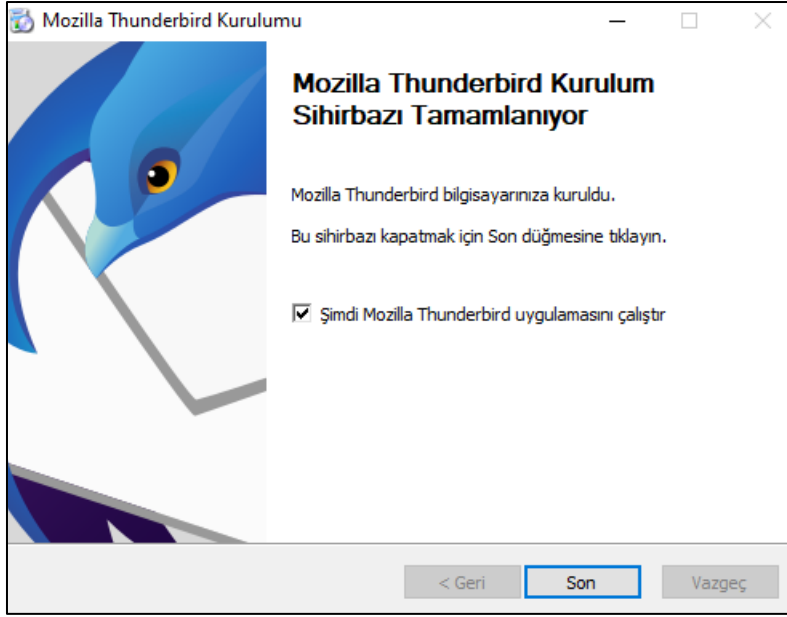 Mozilla Thunderbird Kurulumu
Mozilla Thunderbird Kurulum
Sihirbazı Tamamlanıyor
Mozilla Thunderbird bilgisayarınıza kuruldu.
Bu sihirbazı kapatmak için Son düğmesine tıklayın.
Şimdi Mozilla Thunderbird uygulamasını çalıştır
< Geri
Son
Vazgeç